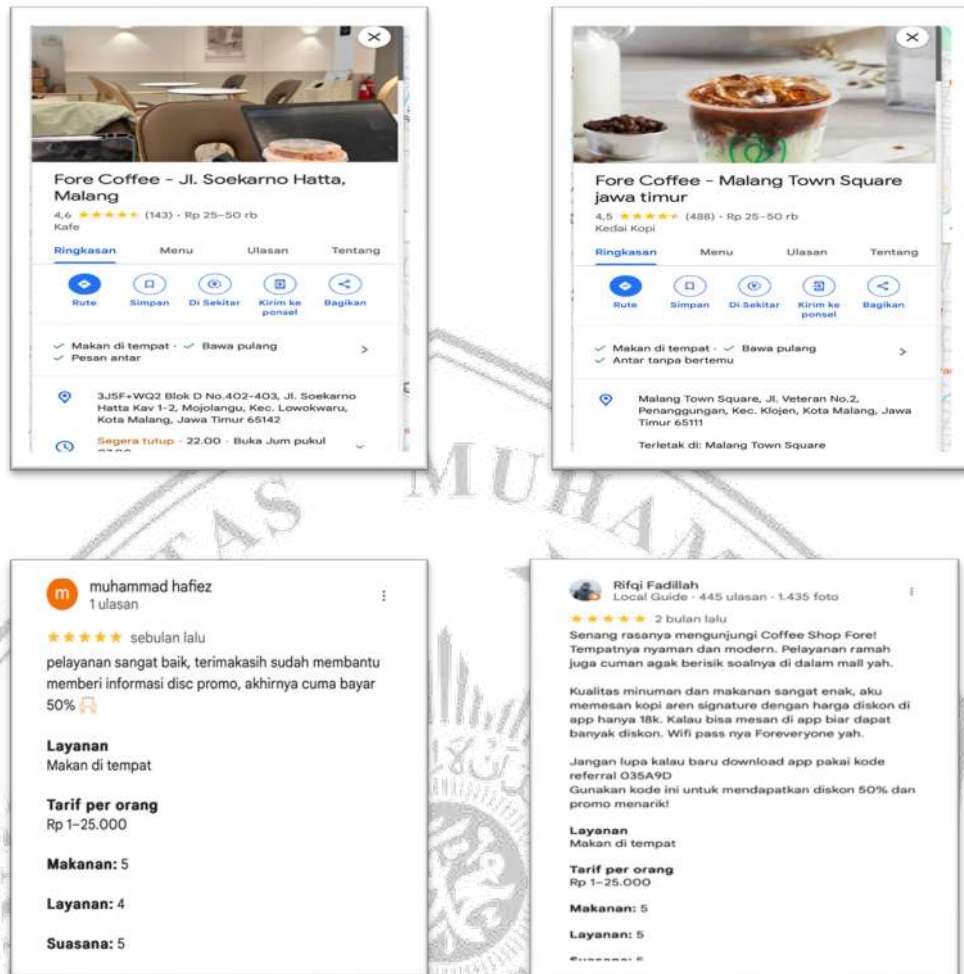 Fore Coffee - Jl. Soekarno Hatta,
Malang
4,6 ★★★★★ (143) · Rp 25–50 rb
Kafe
Ringkasan Menu Ulasan Tentang
Rute Simpan Di Sekitar Kirim ke Bagikan
ponsel
Makan di tempat · Bawa pulang
Pesan antar
3J5F+WQ2 Blok D No.402-403, Jl. Soekarno
Hatta Kav 1-2, Mojolangu, Kec. Lowokwaru,
Kota Malang, Jawa Timur 65142
Segera tutup · 22.00 · Buka Jum pukul
Fore Coffee - Malang Town Square
jawa timur
4,5 ★★★★★ (488) · Rp 25–50 rb
Kedai Kopi
Ringkasan Menu Ulasan Tentang
Rute Simpan Di Sekitar Kirim ke Bagikan
ponsel
Makan di tempat · Bawa pulang
Antar tanpa bertemu
Malang Town Square, Jl. Veteran No.2,
Penanggungan, Kec. Klojen, Kota Malang, Jawa
Timur 65111
Terletak di: Malang Town Square
TAS MUHA
m
muhammad hafiez
1 ulasan
★★★★★ sebulan lalu
pelayanan sangat baik, terimakasih sudah membantu
memberi informasi disc promo, akhirnya cuma bayar
50%
Layanan
Makan di tempat
Tarif per orang
Rp 1–25.000
Makanan: 5
Layanan: 4
Suasana: 5
Rifqi Fadillah
Local Guide · 445 ulasan · 1.435 foto
★★★★★ 2 bulan lalu
Senang rasanya mengunjungi Coffee Shop Fore!
Tempatnya nyaman dan modern. Pelayanan ramah
juga cuman agak berisik soalnya di dalam mall yah.
Kualitas minuman dan makanan sangat enak, aku
memesan kopi aren signature dengan harga diskon di
app hanya 18k. Kalau bisa mesan di app biar dapat
banyak diskon. Wifi pass nya Foreveryone yah.
Jangan lupa kalau baru download app pakai kode
referral 035A9D
Gunakan kode ini untuk mendapatkan diskon 50% dan
promo menarik!
Layanan
Makan di tempat
Tarif per orang
Rp 1–25.000
Makanan: 5
Layanan: 5